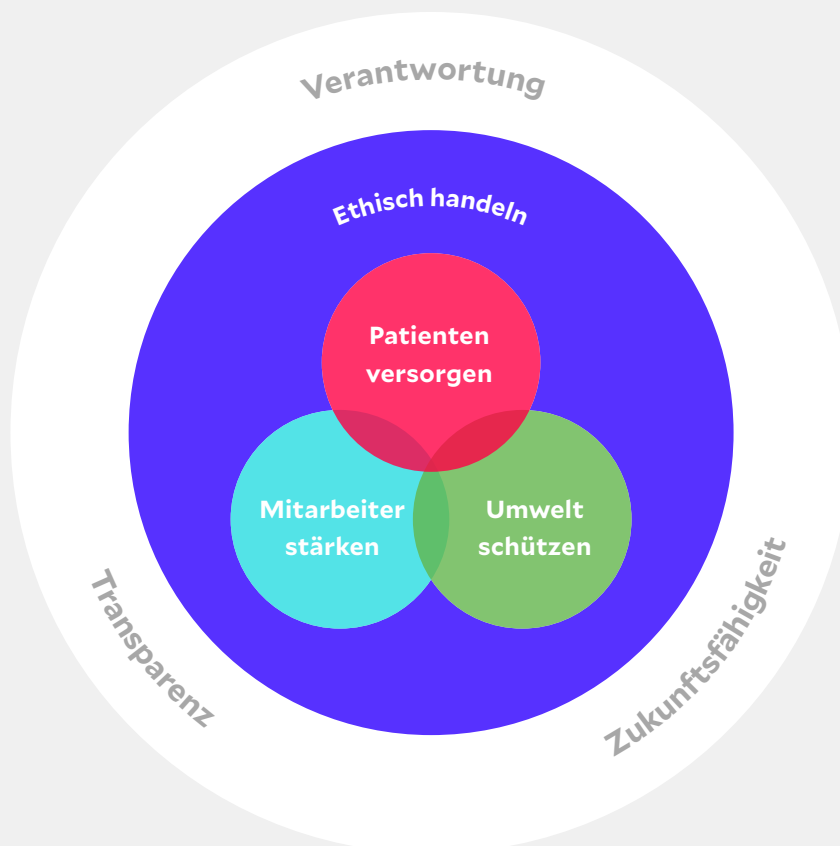 Verantwortung
Ethisch handeln
Patienten
versorgen
Mitarbeiter
stärken
Umwelt
schützen
Transparenz
Zukunftsfähigkeit